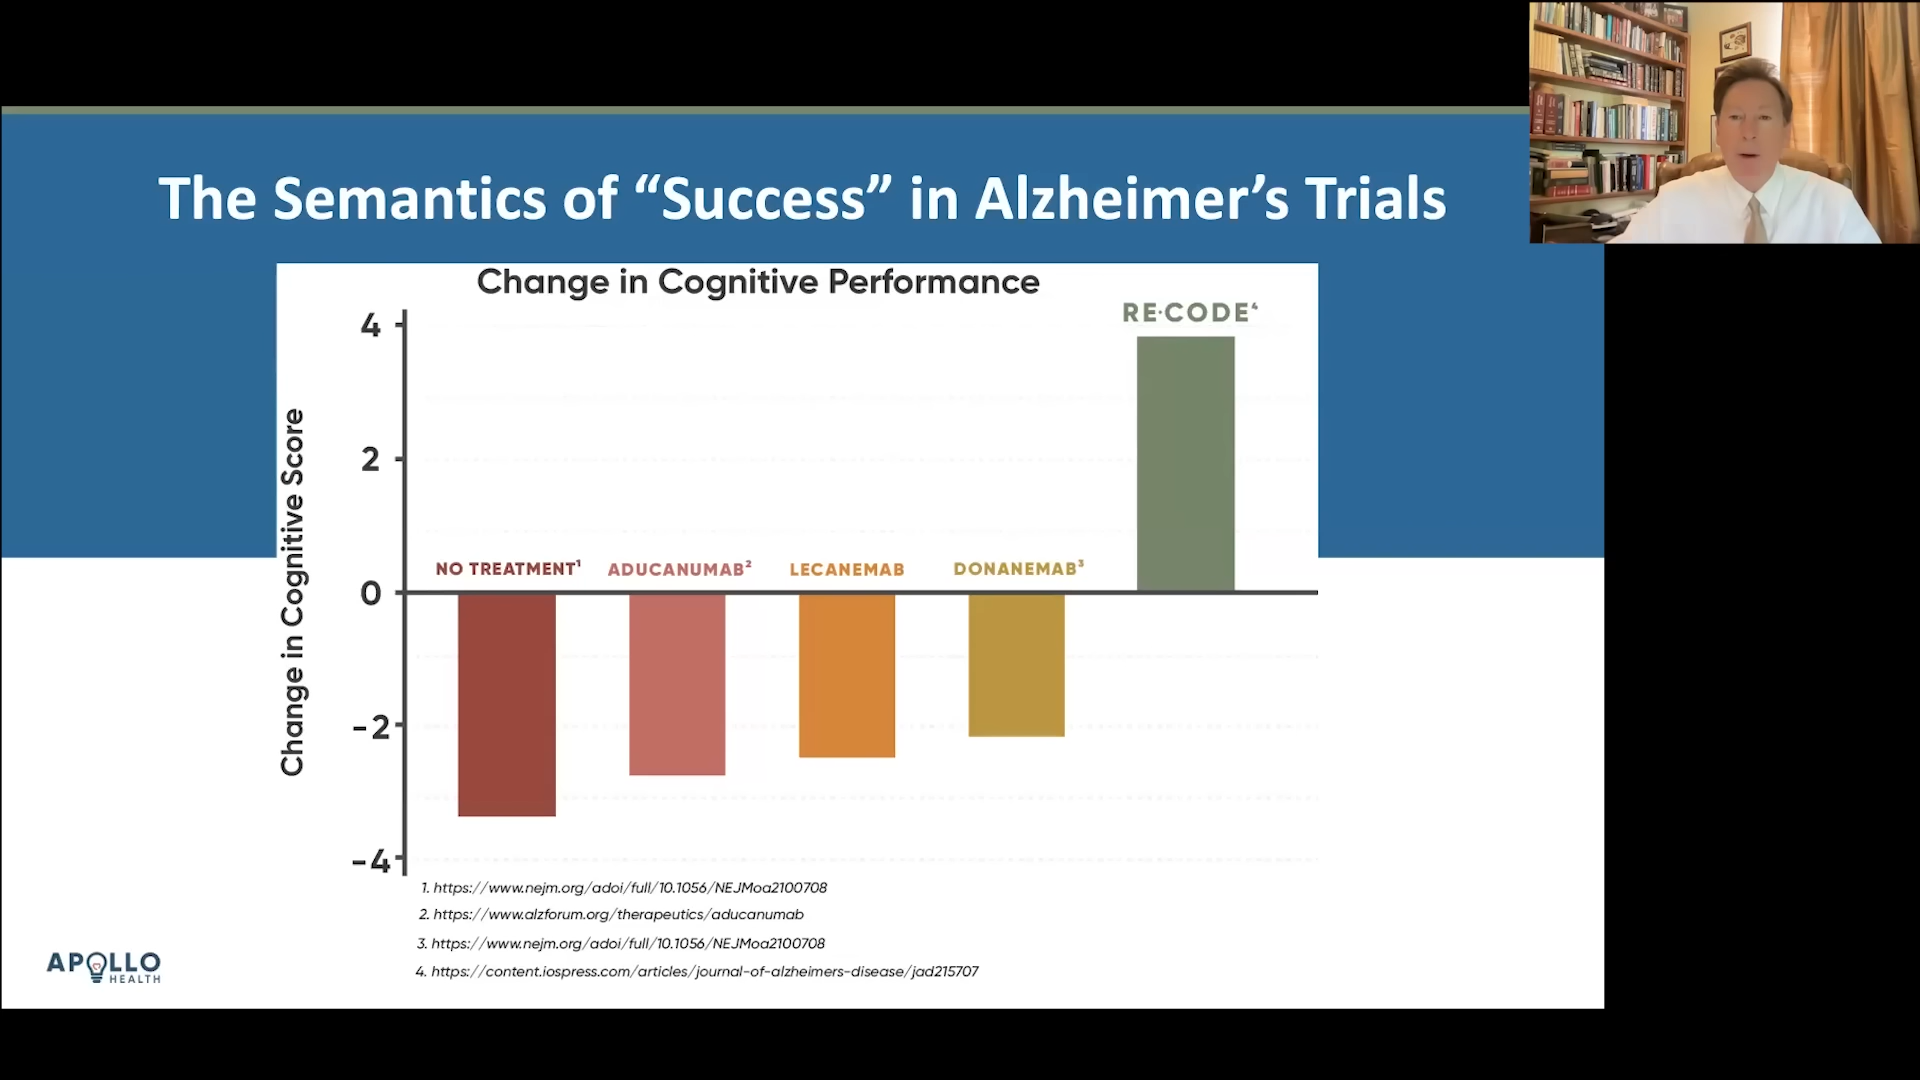 The Semantics of “Success” in Alzheimer’s Trials
Change in Cognitive Performance
RE·CODE⁴
4
2
0
-2
-4
Change in Cognitive Score
NO TREATMENT¹
ADUCANUMAB²
LECANEMAB
DONANEMAB³
1. https://www.nejm.org/adoi/full/10.1056/NEJMoa2100708
2. https://www.alzforum.org/therapeutics/aducanumab
3. https://www.nejm.org/adoi/full/10.1056/NEJMoa2100708
4. https://content.iospress.com/articles/journal-of-alzheimers-disease/jad215707
APOLLO
HEALTH